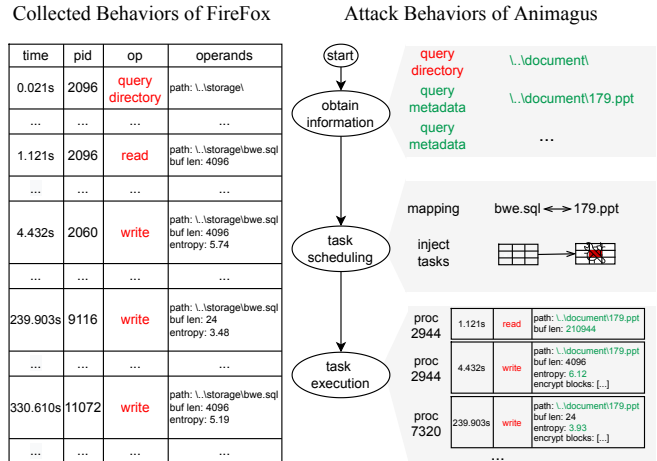 Collected Behaviors of FireFox
time pid op operands
0.021s 2096 query directory path: \..\storage\
... ... ... ...
1.121s 2096 read path: \..\storage\bwe.sql
buf len: 4096
... ... ... ...
4.432s 2060 write path: \..\storage\bwe.sql
buf len: 4096
entropy: 5.74
... ... ... ...
239.903s 9116 write path: \..\storage\bwe.sql
buf len: 24
entropy: 3.48
... ... ... ...
330.610s 11072 write path: \..\storage\bwe.sql
buf len: 4096
entropy: 5.19
... ... ... ...
Attack Behaviors of Animagus
start
obtain
information
query
directory
\..\document\
query
metadata
\..\document\179.ppt
query
metadata
...
task
scheduling
mapping bwe.sql 179.ppt
inject
tasks
task
execution
proc
2944
1.121s read path: \..\document\179.ppt
buf len: 210944
proc
2944
4.432s write path: \..\document\179.ppt
buf len: 4096
entropy: 6.12
encrypt blocks: [...]
proc
7320
239.903s write path: \..\document\179.ppt
buf len: 24
entropy: 3.93
encrypt blocks: [...]
...